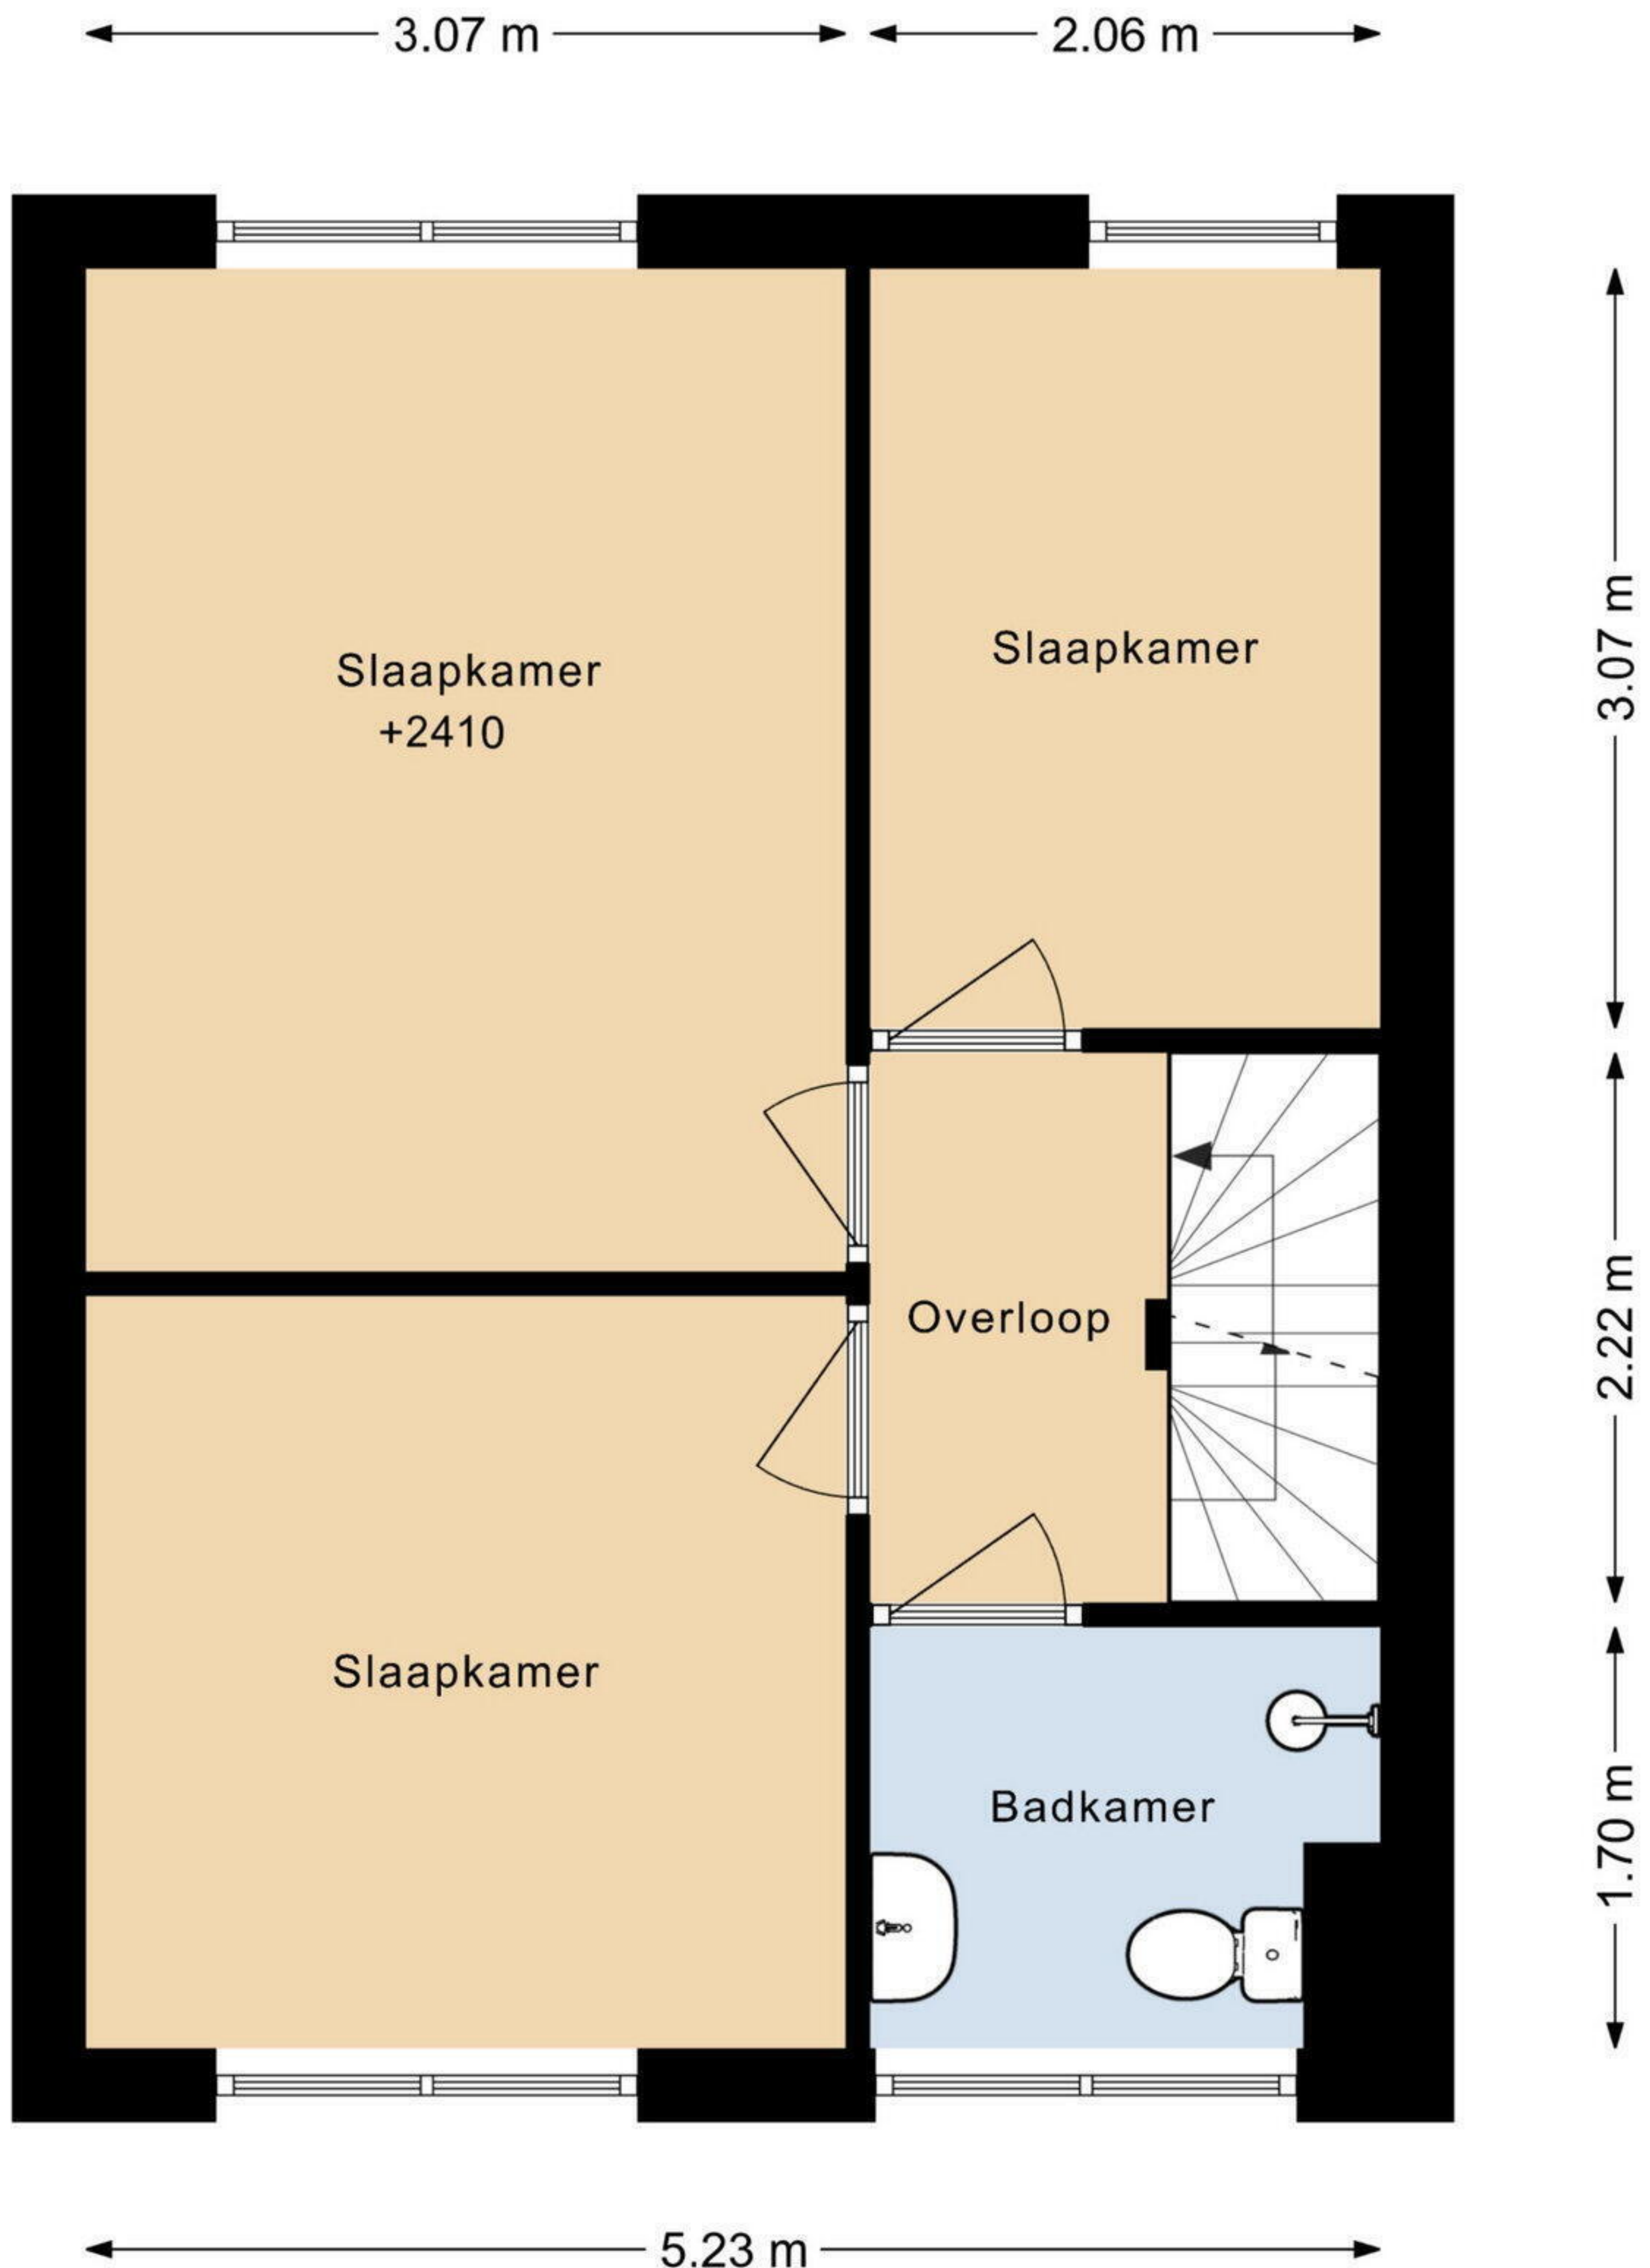 3.07 m
2.06 m
Slaapkamer
+2410
Slaapkamer
3.07 m
Overloop
2.22 m
Slaapkamer
Badkamer
1.70 m
5.23 m